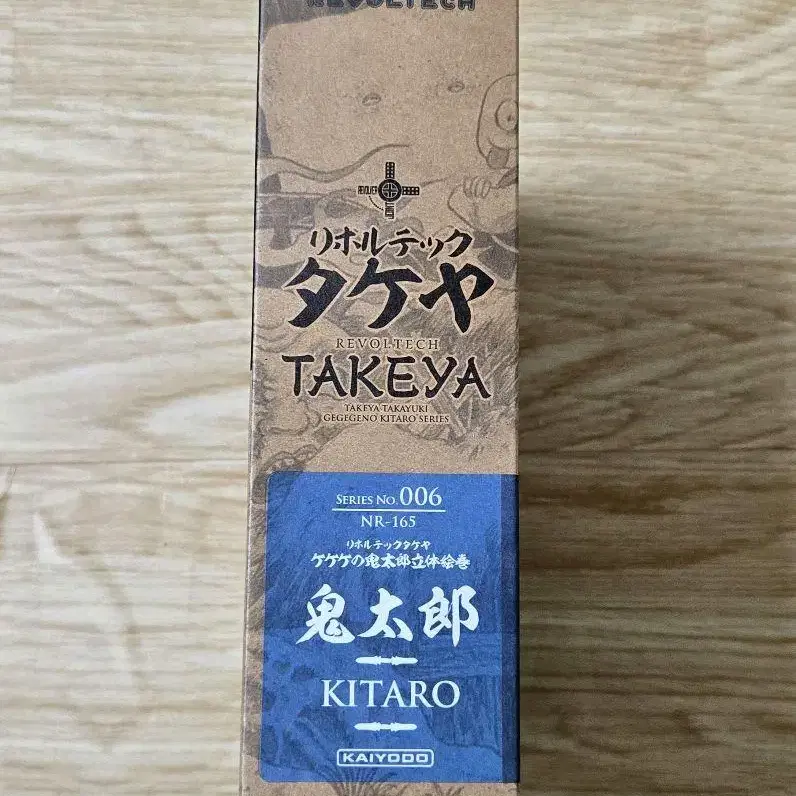 REVOLTECH
REVOLVER
リボルテック
タケヤ
REVOLTECH
TAKEYA
TAKEYA TAKAYUKI
GEGEGENO KITARO SERIES
SERIES NO.006
NR-165
リボルテックタケヤ
ゲゲゲの鬼太郎立体絵巻
鬼太郎
KITARO
KAIYODO